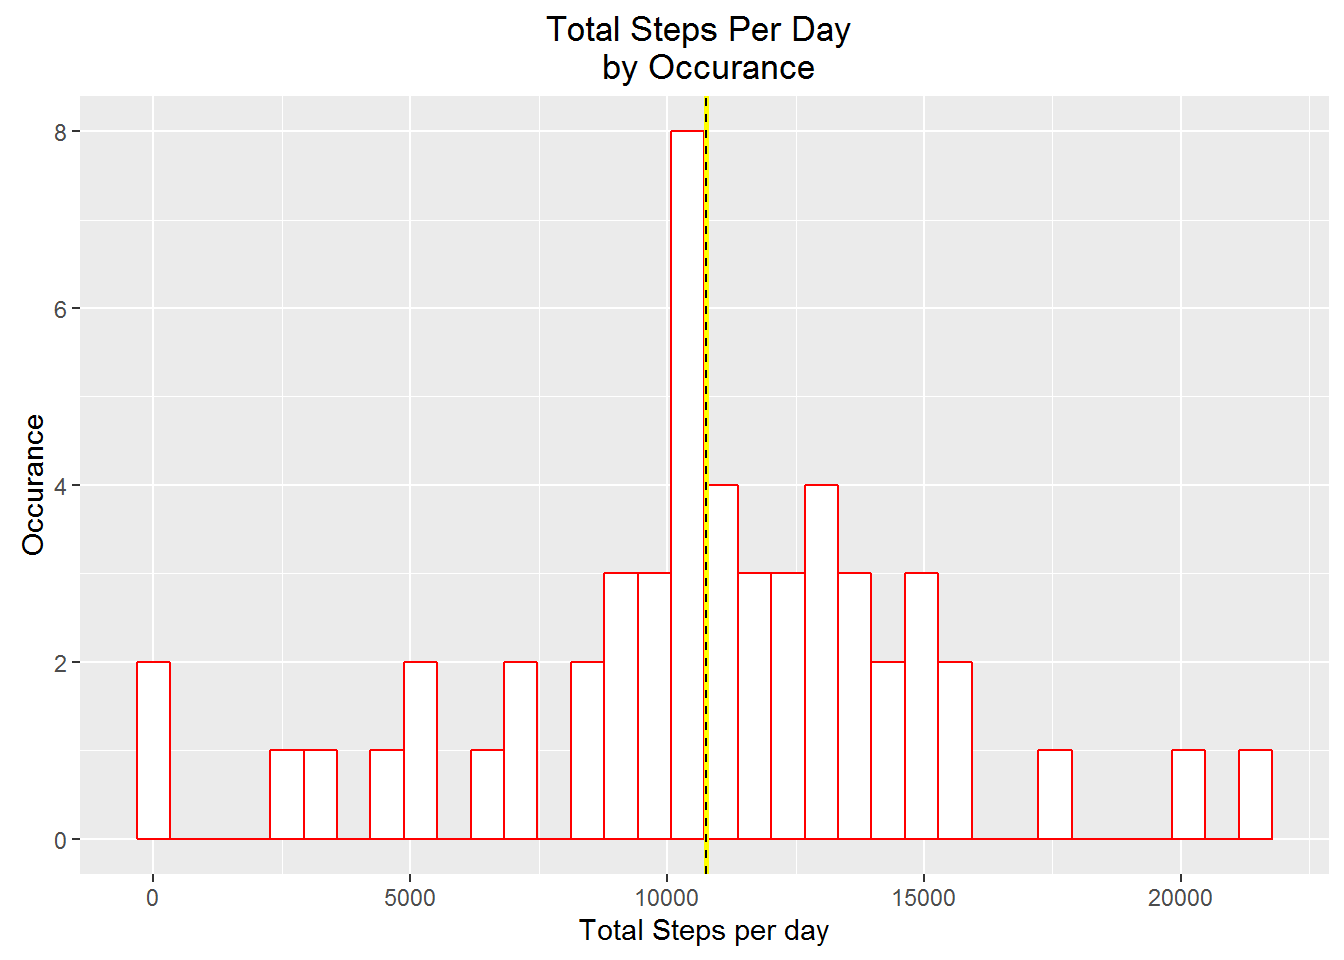 Total Steps Per Day
by Occurance
Occurance
8
6
4
2
0
0 5000 10000 15000 20000
Total Steps per day